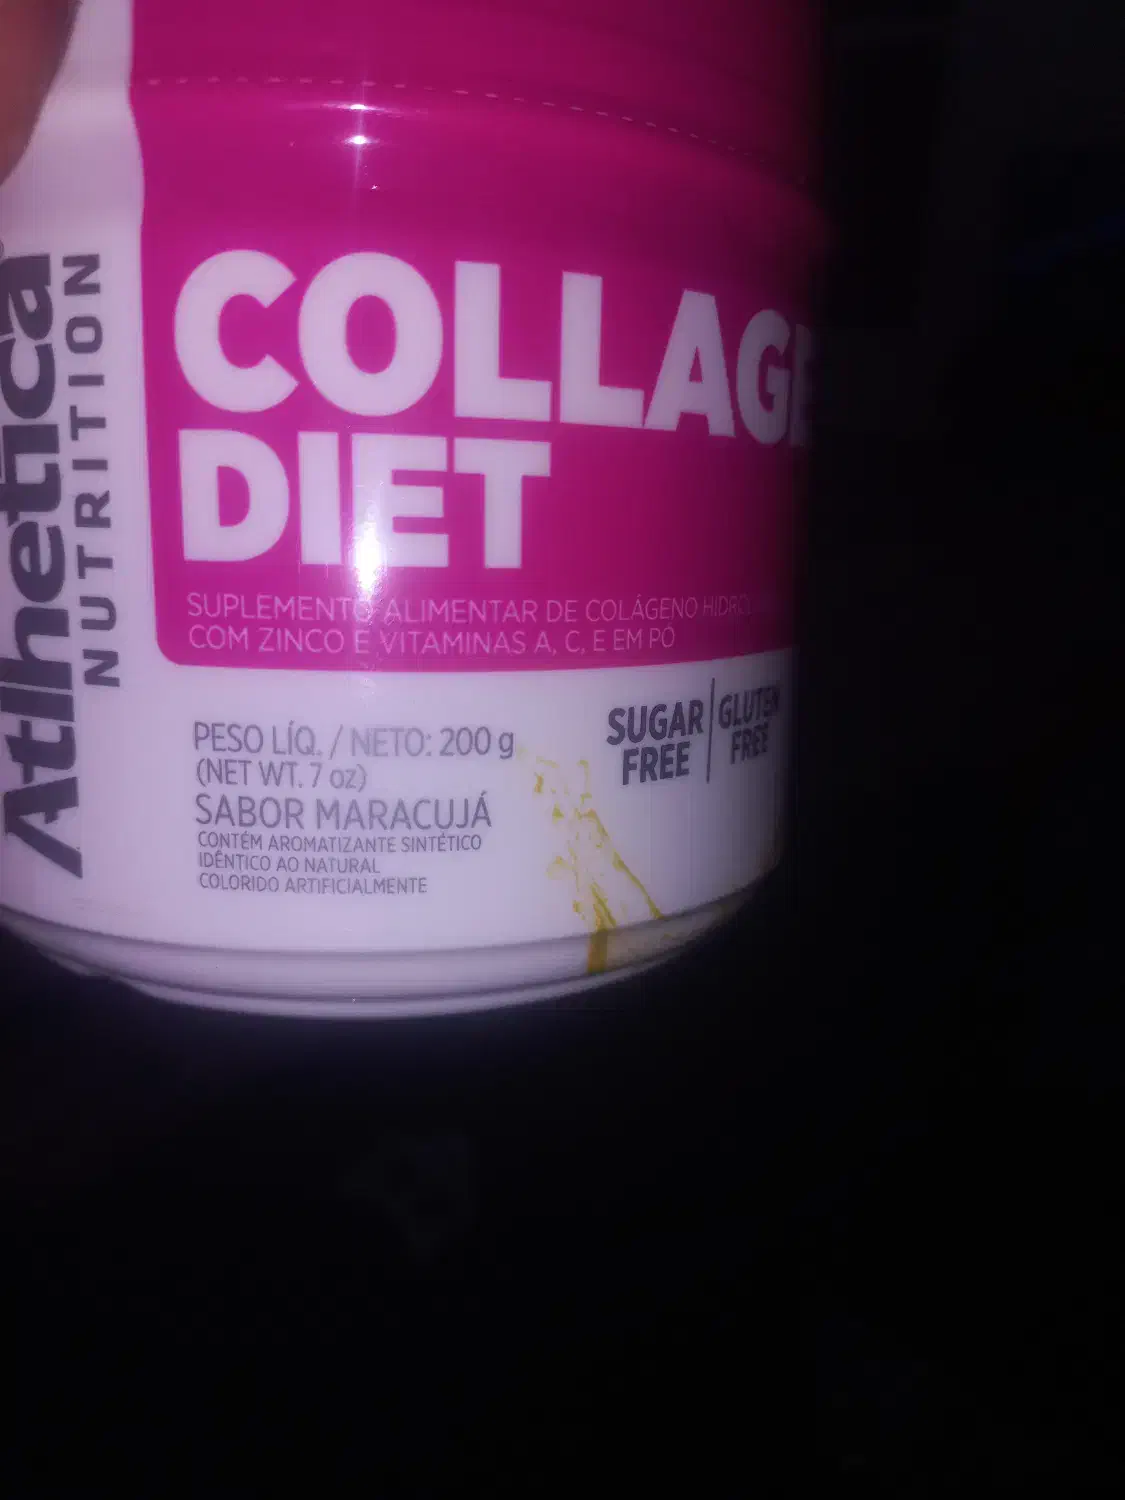 Atlhetica
NUTRITION
COLLAGE
DIET
SUPLEMENTO ALIMENTAR DE COLÁGENO
COM ZINCO E VITAMINAS A, C, E EM PÓ
PESO LÍQ. / NETO: 200 g
(NET WT. 7 oz)
SABOR MARACUJÁ
CONTÉM AROMATIZANTE SINTÉTICO
IDÊNTICO AO NATURAL
COLORIDO ARTIFICIALMENTE
SUGAR
FREE
GLUTEN
FREE